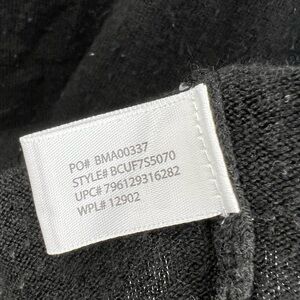 PO# BMA00337
STYLE# BCUF7S5070
UPC# 796129316282
WPL# 12902